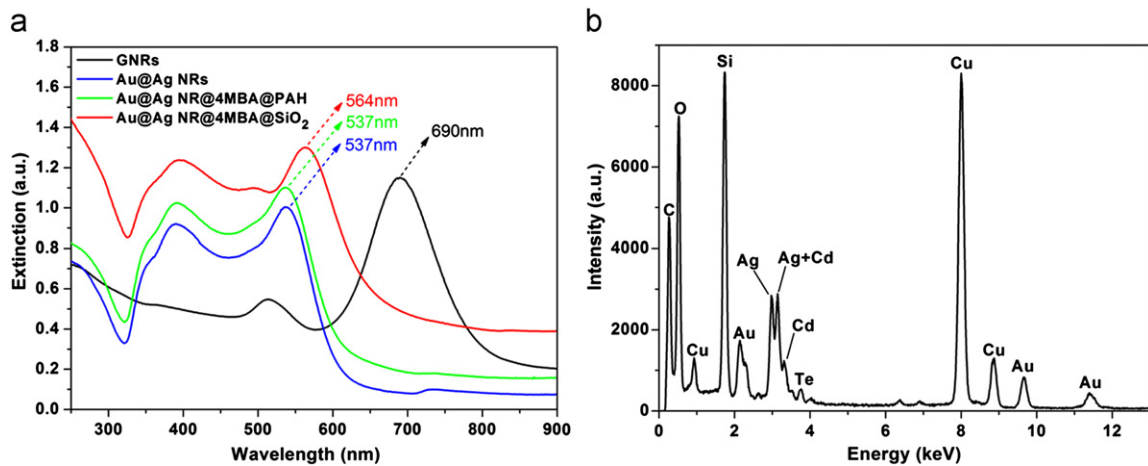 a
1.8
1.6
1.4
1.2
1.0
0.8
0.6
0.4
0.2
0.0
Extinction (a.u.)
GNRs
Au@Ag NRs
Au@Ag NR@4MBA@PAH
Au@Ag NR@4MBA@SiO₂
564nm
537nm
537nm
690nm
300 400 500 600 700 800 900
Wavelength (nm)
b
8000
6000
4000
2000
0
Intensity (a.u.)
C
O
Cu
Si
Au
Ag
Ag+Cd
Cd
Te
Cu
Cu
Au
Au
0 2 4 6 8 10 12
Energy (keV)